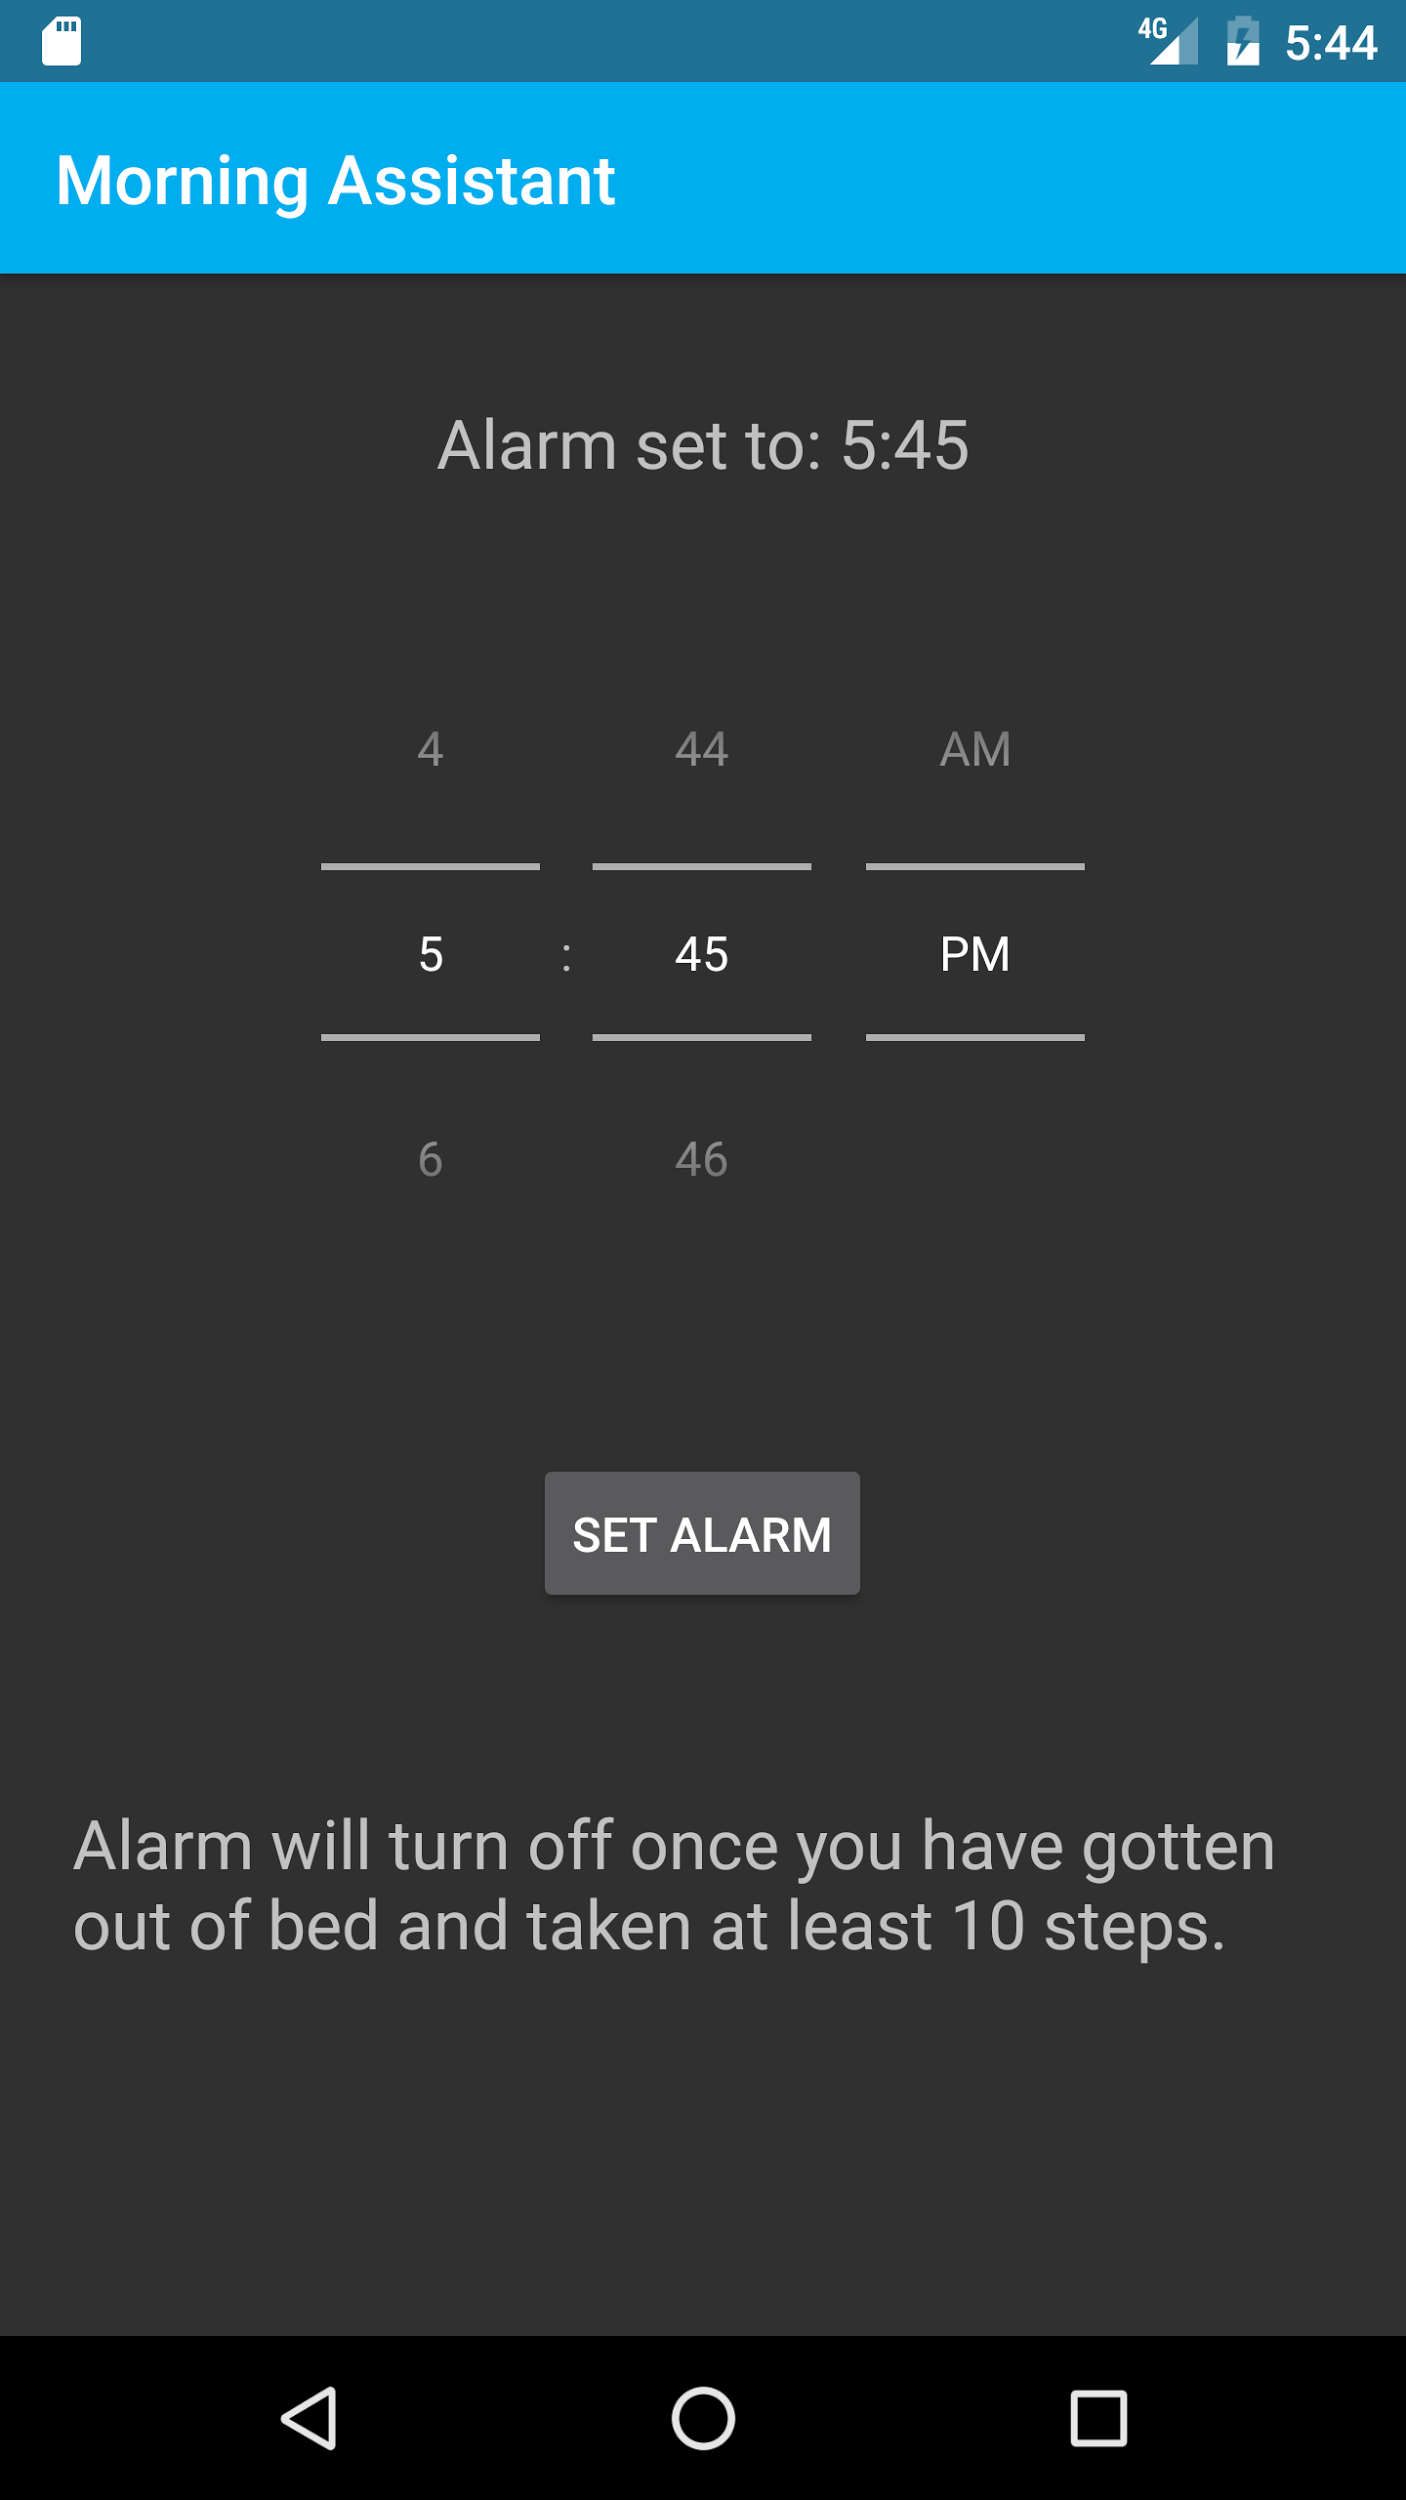 4G 5:44
Morning Assistant
Alarm set to: 5:45
4 44 AM
5 : 45 PM
6 46
SET ALARM
Alarm will turn off once you have gotten
out of bed and taken at least 10 steps.